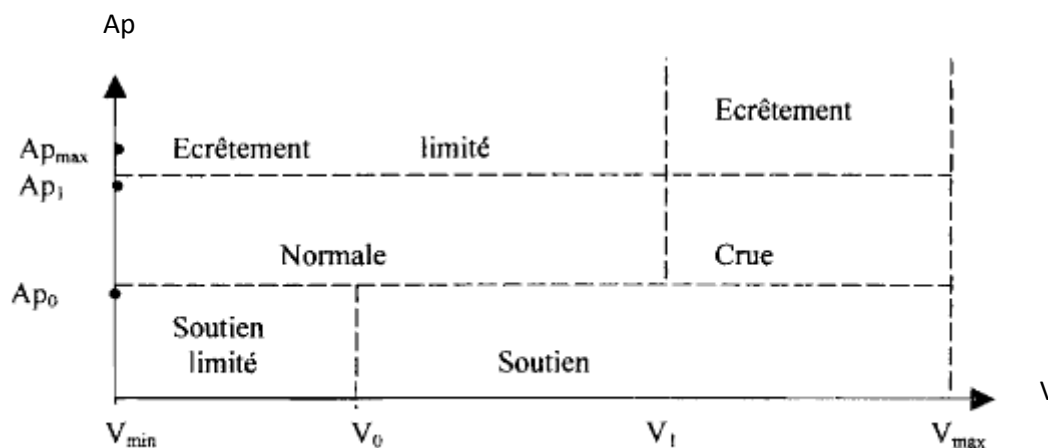 Ap
Ecrêtement
Ap_max Ecrêtement limité
Ap_1
Normale Crue
Ap_0
Soutien
limité
Soutien
V
V_min V_0 V_1 V_max